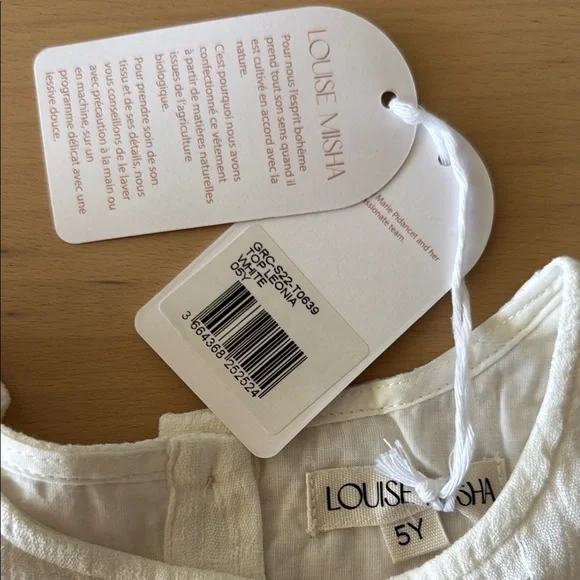 LOUISE MISHA
Pour nous l'esprit bohème
prend tout son sens quand il
est cultivé en accord avec la
nature.
C'est pourquoi nous avons
confectionné ce vêtement
à partir de matières naturelles
issues de l'agriculture
biologique.
Pour prendre soin de son
tissu et de ses détails, nous
vous conseillons de le laver
avec précaution à la main ou
en machine, sur un
programme délicat avec une
lessive douce.
Marie Pidancet and her
passionate team.
GRC-S22-T0639
TOP LEONIA
WHITE
05Y
3 664368 252524
LOUISE MISHA
5Y